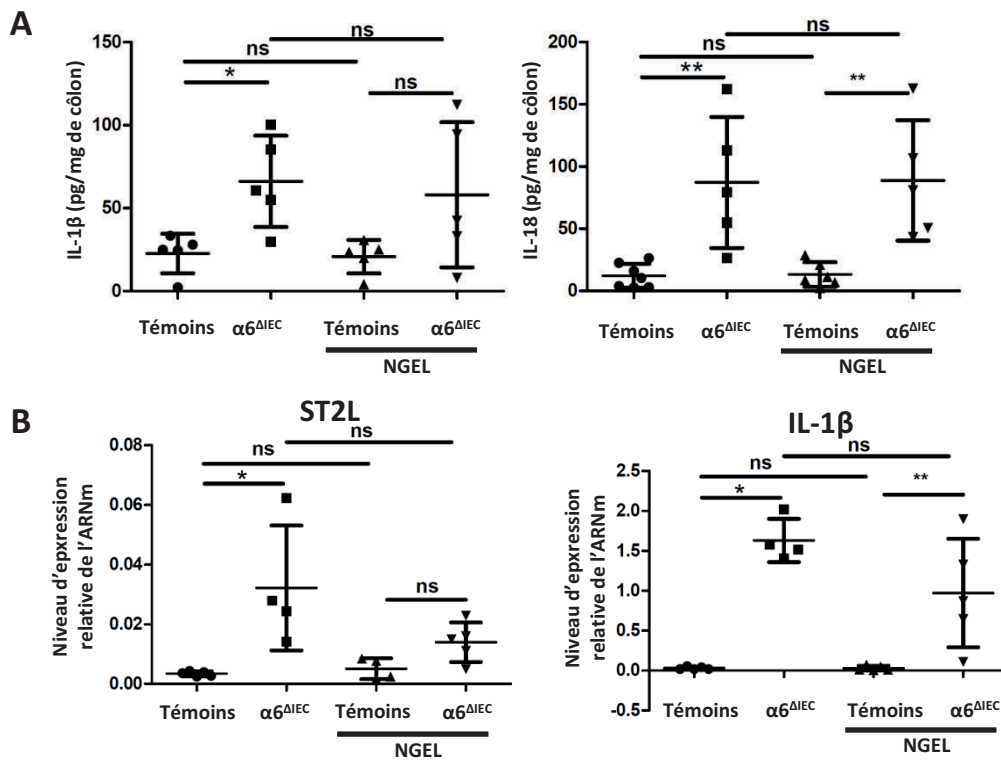 A
IL-1β (pg/mg de côlon)
150
100
50
0
ns
ns
*
ns
Témoins
α6ΔIEC
Témoins
α6ΔIEC
NGEL
IL-18 (pg/mg de côlon)
200
150
100
50
0
ns
ns
**
**
Témoins
α6ΔIEC
Témoins
α6ΔIEC
NGEL
B
ST2L
Niveau d’epxression
relative de l’ARNm
0.08
0.06
0.04
0.02
0.00
ns
ns
*
ns
Témoins
α6ΔIEC
Témoins
α6ΔIEC
NGEL
IL-1β
Niveau d’epxression
relative de l’ARNm
2.5
2.0
1.5
1.0
0.5
0.0
-0.5
ns
ns
*
**
Témoins
α6ΔIEC
Témoins
α6ΔIEC
NGEL